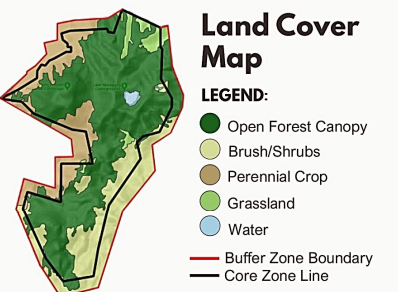 Land Cover
Map
LEGEND:
Open Forest Canopy
Brush/Shrubs
Perennial Crop
Grassland
Water
Buffer Zone Boundary
Core Zone Line